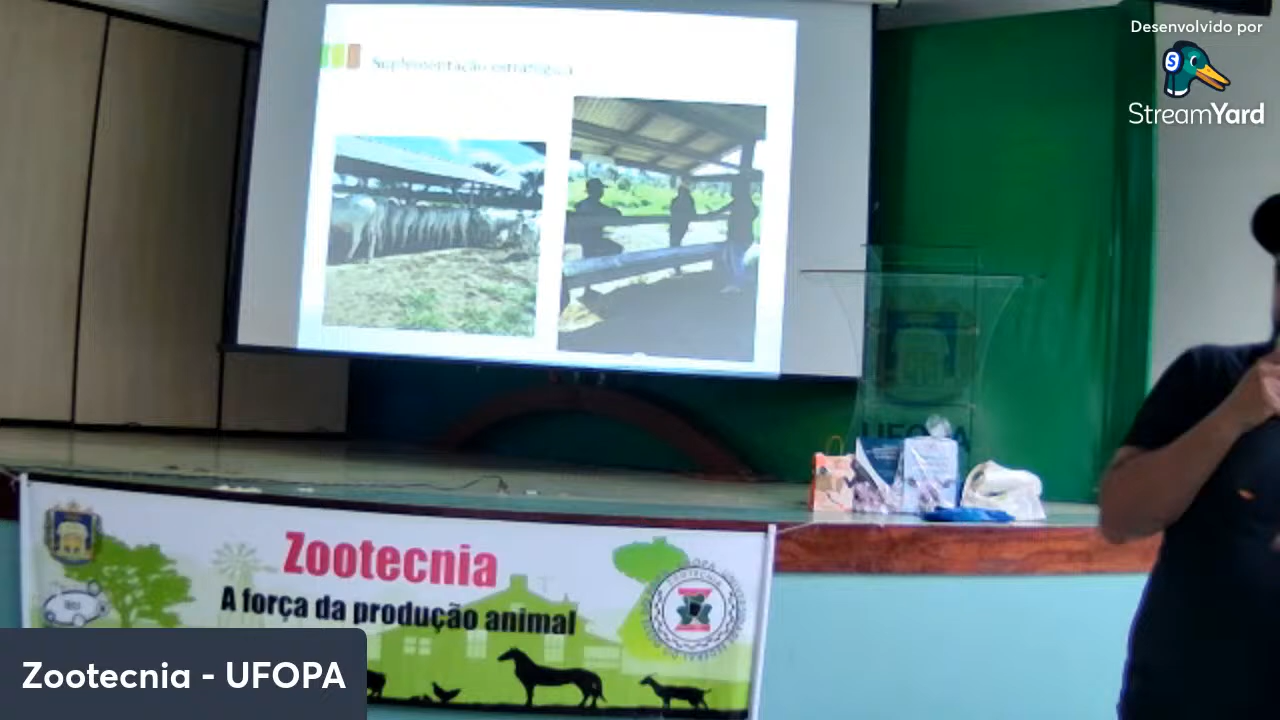 Desenvolvido por
StreamYard
Suplementação estratégica
UFOPA
Zootecnia
A força da produção animal
Zootecnia - UFOPA